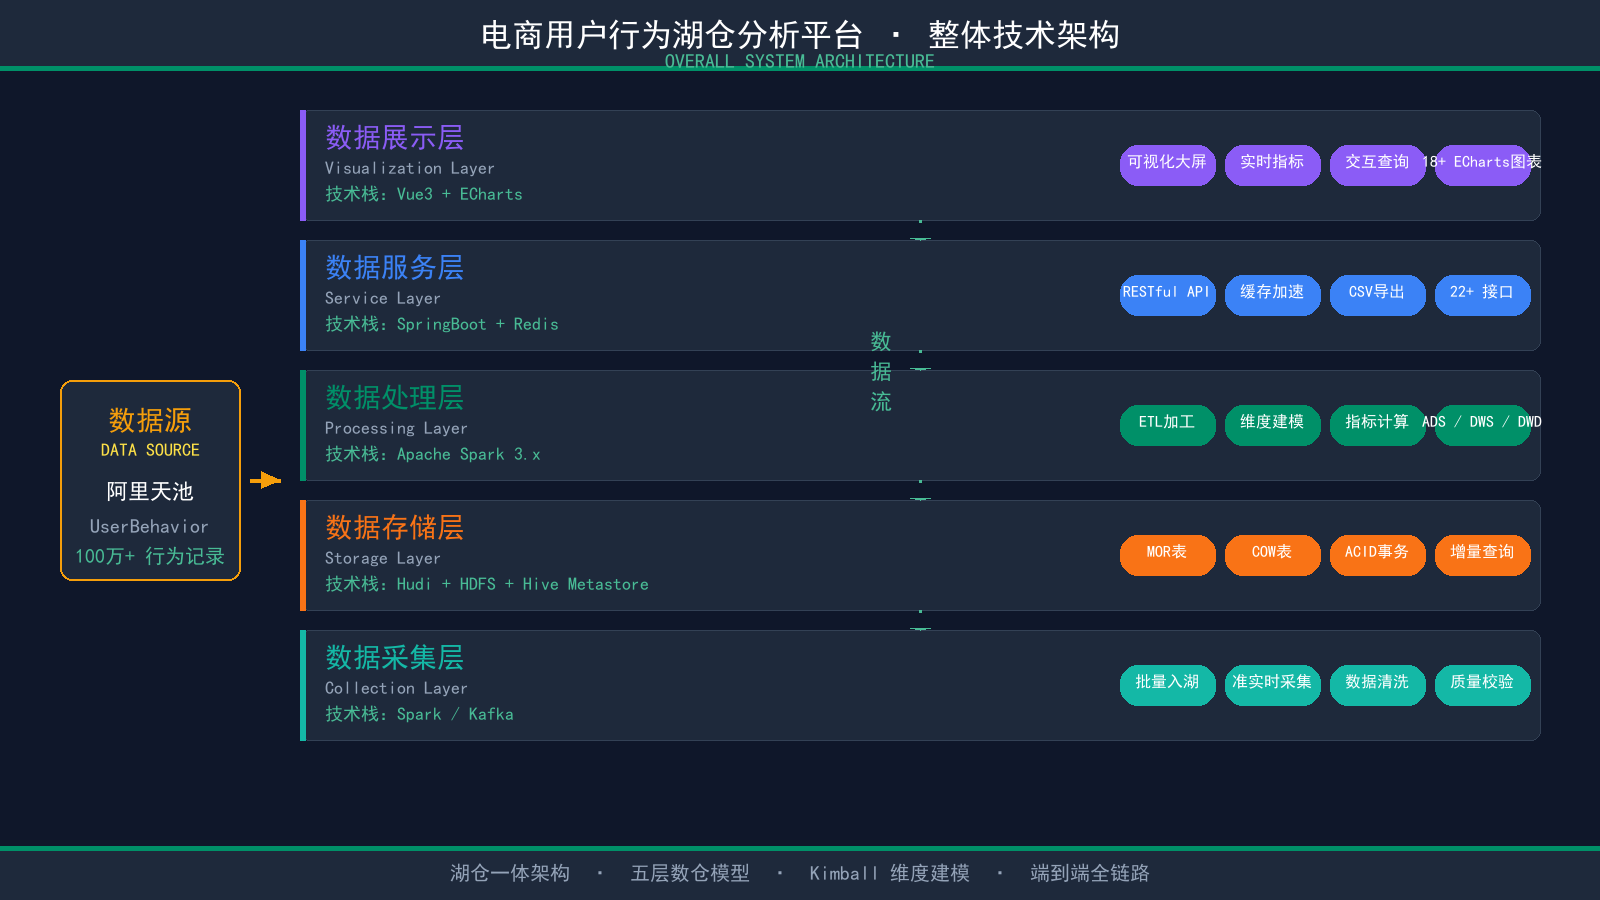 电商用户行为湖仓分析平台 · 整体技术架构
OVERALL SYSTEM ARCHITECTURE
数据展示层
Visualization Layer
技术栈: Vue3 + ECharts
可视化大屏
实时指标
交互查询
18+ ECharts图表
数据服务层
Service Layer
技术栈: SpringBoot + Redis
RESTful API
缓存加速
CSV导出
22+ 接口
数
据
流
数据处理层
Processing Layer
技术栈: Apache Spark 3.x
ETL加工
维度建模
指标计算
ADS / DWS / DWD
数据源
DATA SOURCE
阿里天池
UserBehavior
100万+ 行为记录
数据存储层
Storage Layer
技术栈: Hudi + HDFS + Hive Metastore
MOR表
COW表
ACID事务
增量查询
数据采集层
Collection Layer
技术栈: Spark / Kafka
批量入湖
准实时采集
数据清洗
质量校验
湖仓一体架构 · 五层数仓模型 · Kimball 维度建模 · 端到端全链路